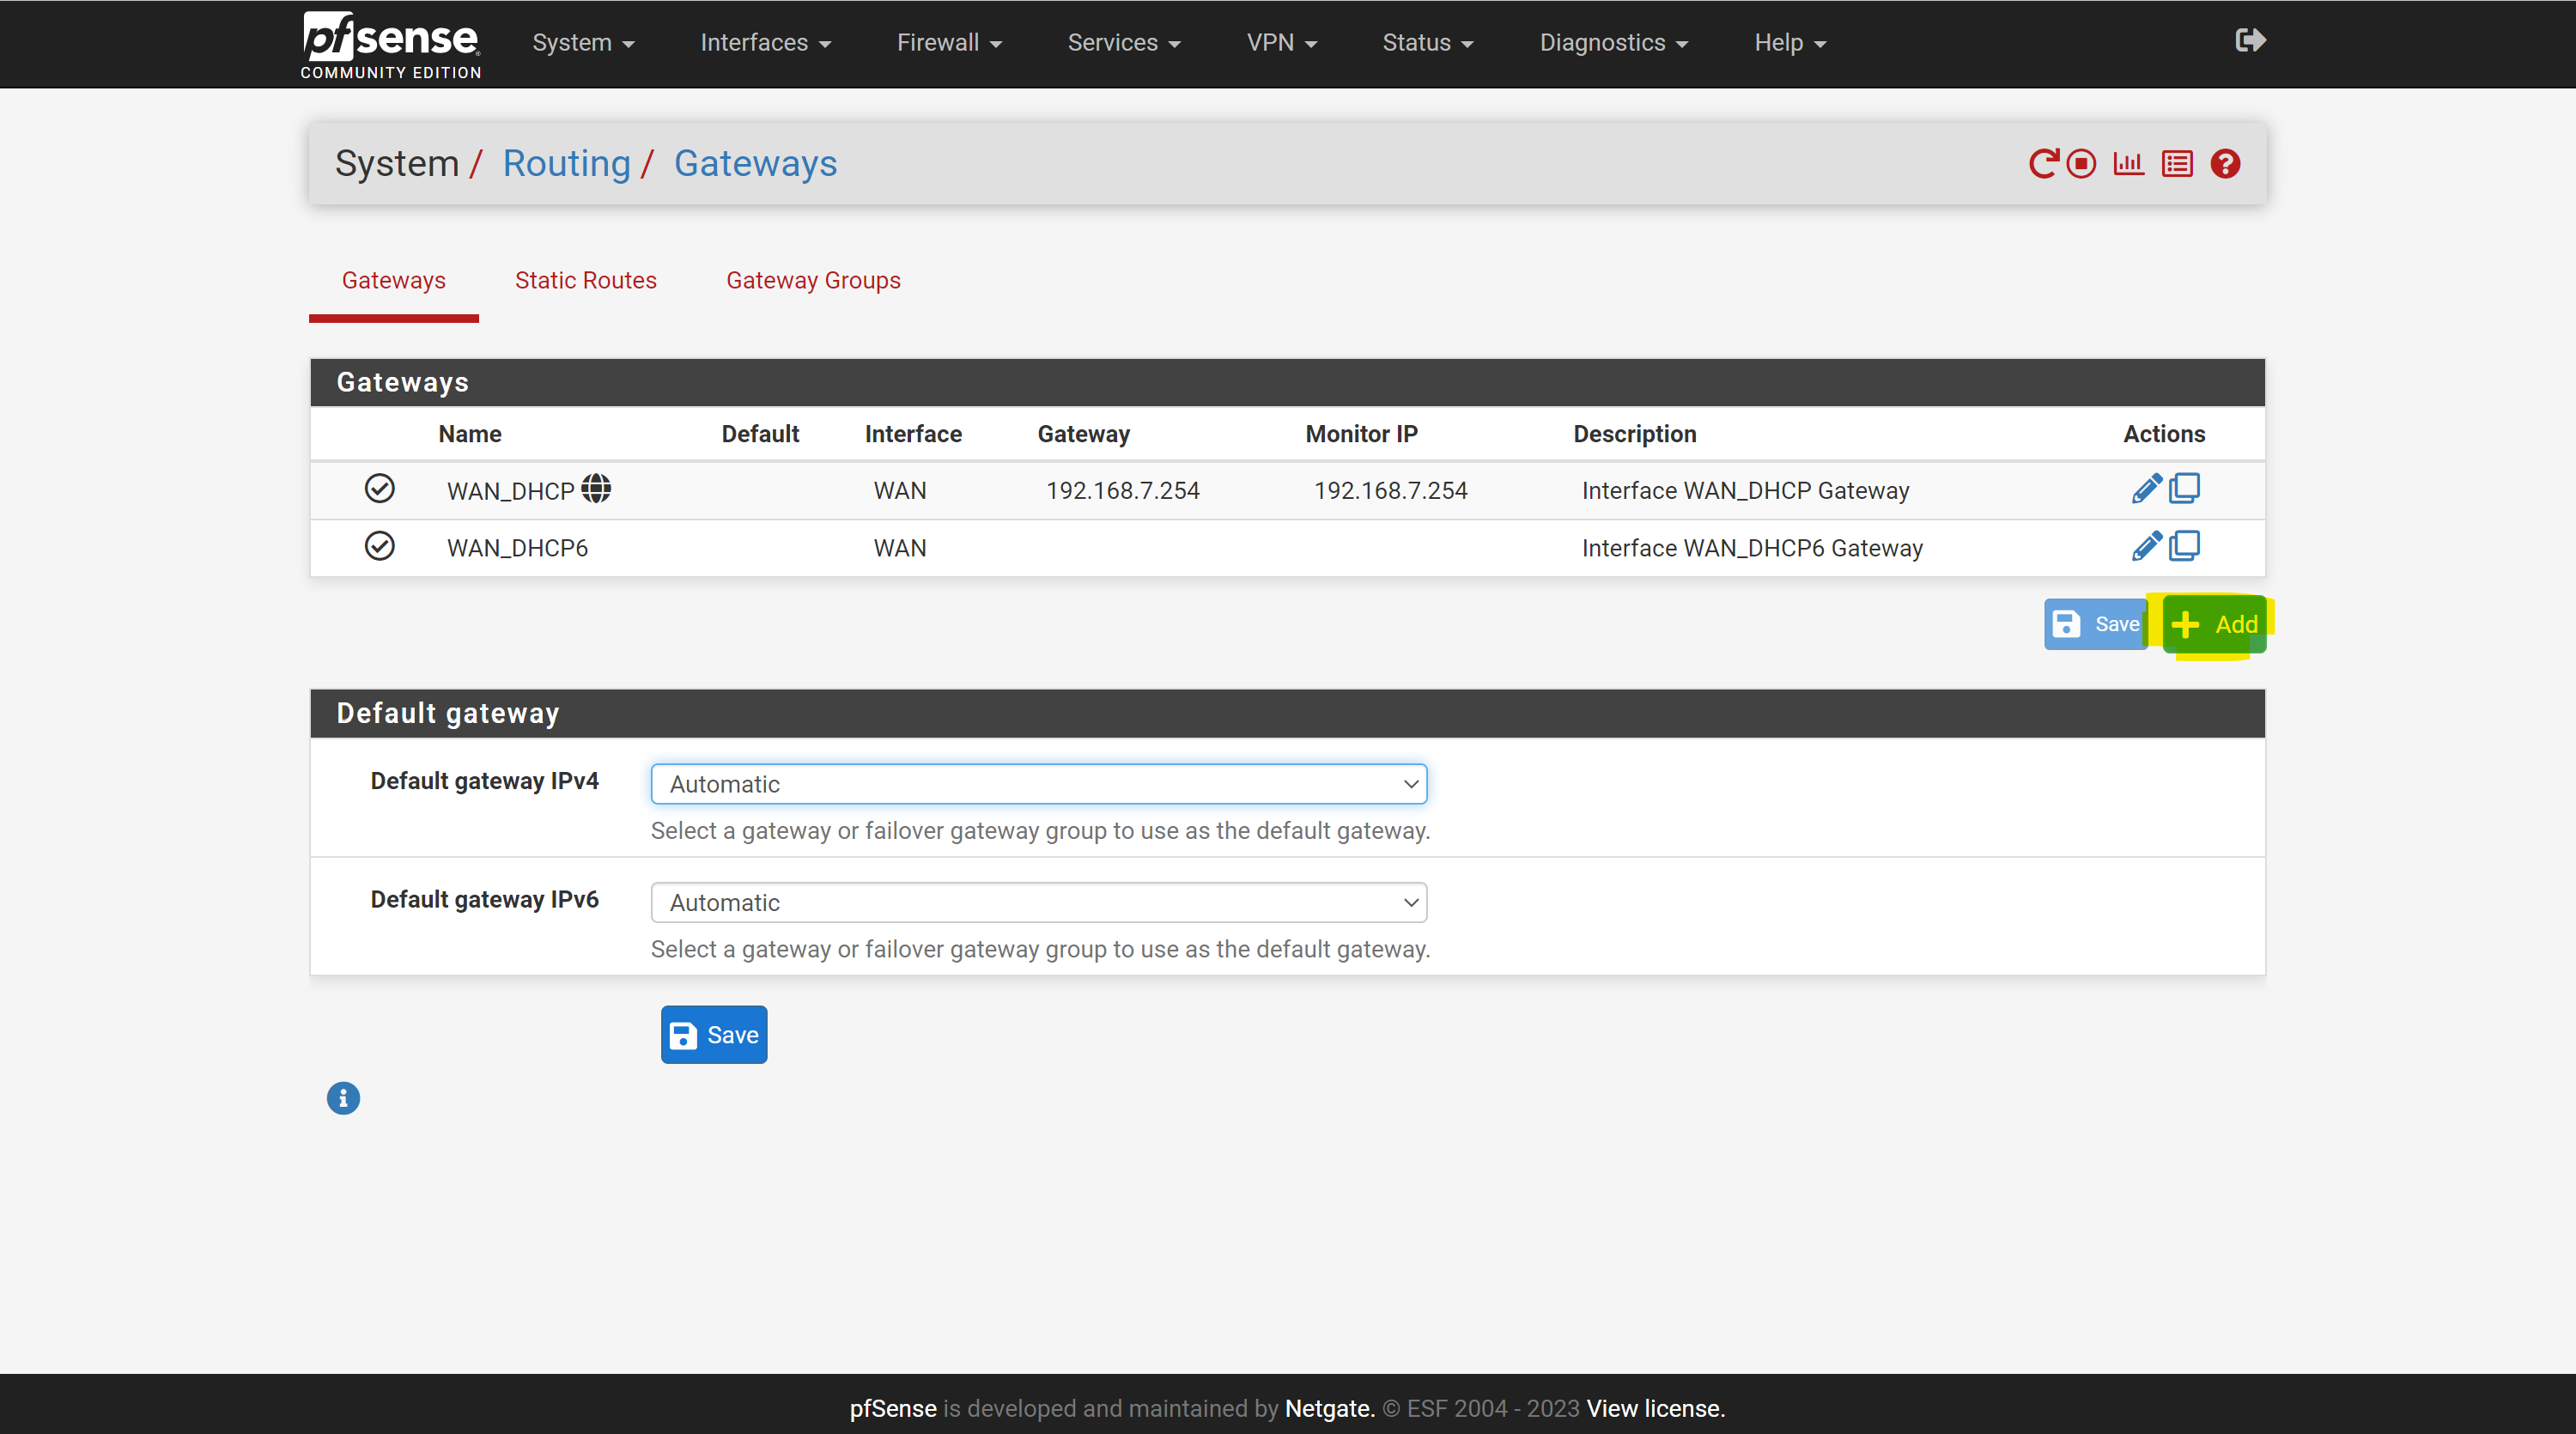 pfsense
COMMUNITY EDITION
System Interfaces Firewall Services VPN Status Diagnostics Help
System / Routing / Gateways
Gateways Static Routes Gateway Groups
Gateways
Name Default Interface Gateway Monitor IP Description Actions
WAN_DHCP WAN 192.168.7.254 192.168.7.254 Interface WAN_DHCP Gateway
WAN_DHCP6 WAN Interface WAN_DHCP6 Gateway
Save Add
Default gateway
Default gateway IPv4 Automatic
Select a gateway or failover gateway group to use as the default gateway.
Default gateway IPv6 Automatic
Select a gateway or failover gateway group to use as the default gateway.
Save
pfSense is developed and maintained by Netgate. © ESF 2004 - 2023 View license.